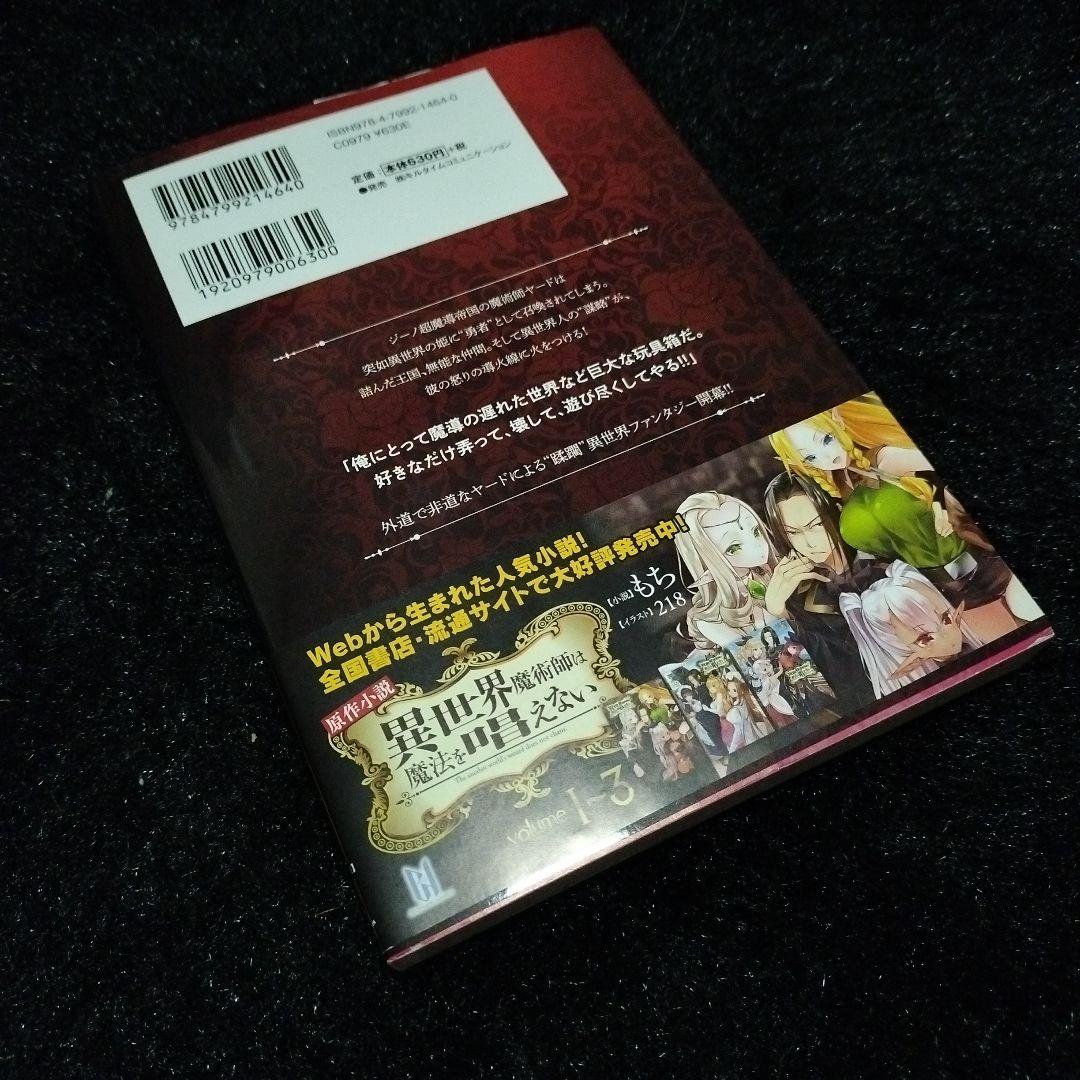 ISBN978-4-7992-1464-0
C0979 ¥630E
定価：本体630円+税
●発売 ㈱キルタイムコミュニケーション
9784799214640
1920979006300
ジーノ超魔導帝国の魔術師ヤードは
突如異世界の姫に“勇者”として召喚されてしまう。
詰んだ王国、無能な仲間。そして異世界人の“謀略”が、
彼の怒りの導火線に火をつける！
「俺にとって魔導の遅れた世界など巨大な玩具箱だ。
好きなだけ弄って、壊して、遊び尽くしてやる!!」
外道で非道なヤードによる“蹂躙”異世界ファンタジー開幕!!
Webから生まれた人気小説！
全国書店・流通サイトで大好評発売中！
【小説】もち
【イラスト】218
原作小説
異世界魔術師は
魔法を唱えない
The another world's wizard does not chant.
volume 1~3